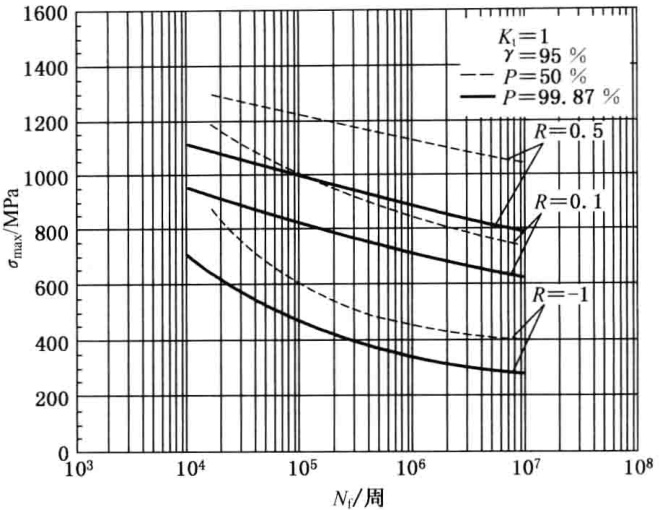 1600
1400
1200
1000
800
600
400
200
0
σmax/MPa
Kt=1
γ=95 %
P=50 %
P=99.87 %
R=0.5
R=0.1
R=-1
10³ 10⁴ 10⁵ 10⁶ 10⁷ 10⁸
Nf/周